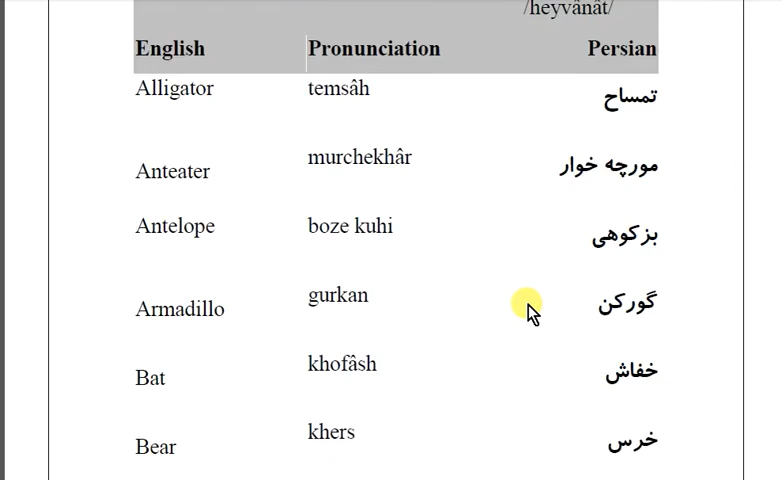 /heyvânât/
English Pronunciation Persian
Alligator temsâh تمساح
Anteater murchekhâr مورچه خوار
Antelope boze kuhi بزکوهی
Armadillo gurkan گورکن
Bat khofâsh خفاش
Bear khers خرس